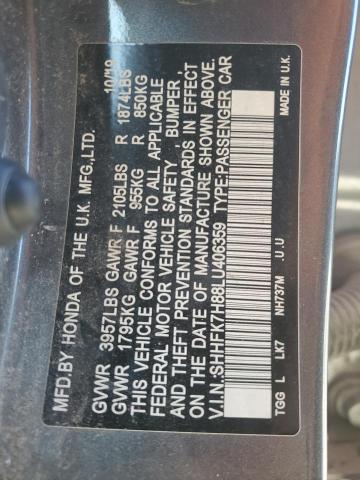 MFD.BY HONDA OF THE U.K. MFG.,LTD. 10/19
GVWR 3957LBS GAWR F 2105LBS R 1874LBS
GVWR 1795KG GAWR F 955KG R 850KG
THIS VEHICLE CONFORMS TO ALL APPLICABLE
FEDERAL MOTOR VEHICLE SAFETY , BUMPER ,
AND THEFT PREVENTION STANDARDS IN EFFECT
ON THE DATE OF MANUFACTURE SHOWN ABOVE.
V.I.N.:SHHFK7H88LU406359 TYPE:PASSENGER CAR
TGG L LK7 NH737M .U.U MADE IN U.K.